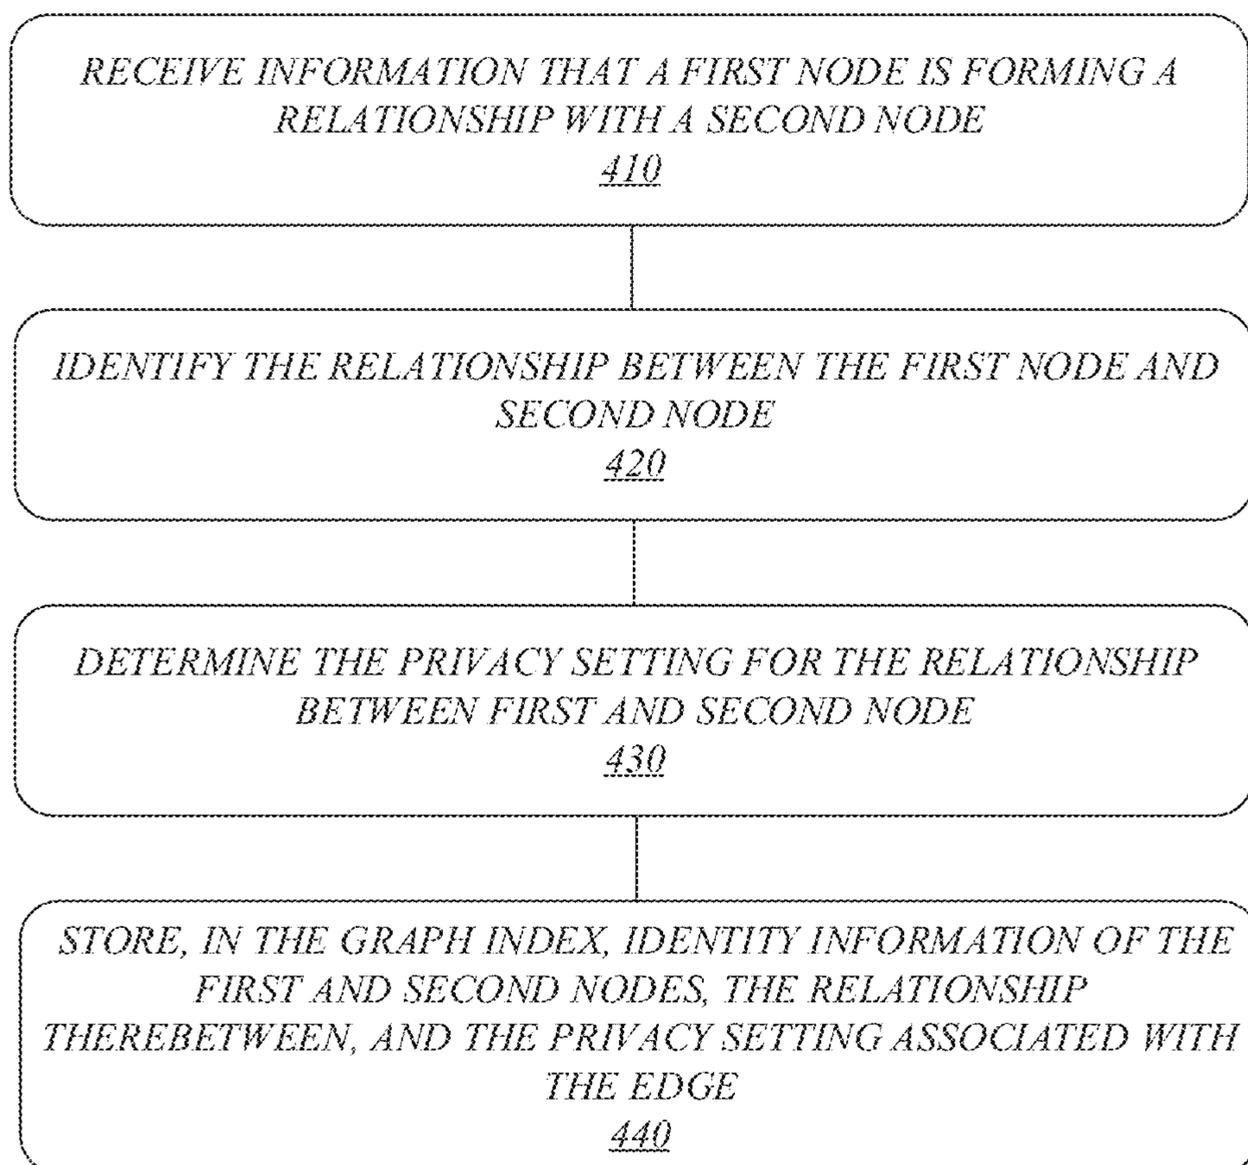 RECEIVE INFORMATION THAT A FIRST NODE IS FORMING A
RELATIONSHIP WITH A SECOND NODE
410
IDENTIFY THE RELATIONSHIP BETWEEN THE FIRST NODE AND
SECOND NODE
420
DETERMINE THE PRIVACY SETTING FOR THE RELATIONSHIP
BETWEEN FIRST AND SECOND NODE
430
STORE, IN THE GRAPH INDEX, IDENTITY INFORMATION OF THE
FIRST AND SECOND NODES, THE RELATIONSHIP
THEREBETWEEN, AND THE PRIVACY SETTING ASSOCIATED WITH
THE EDGE
440